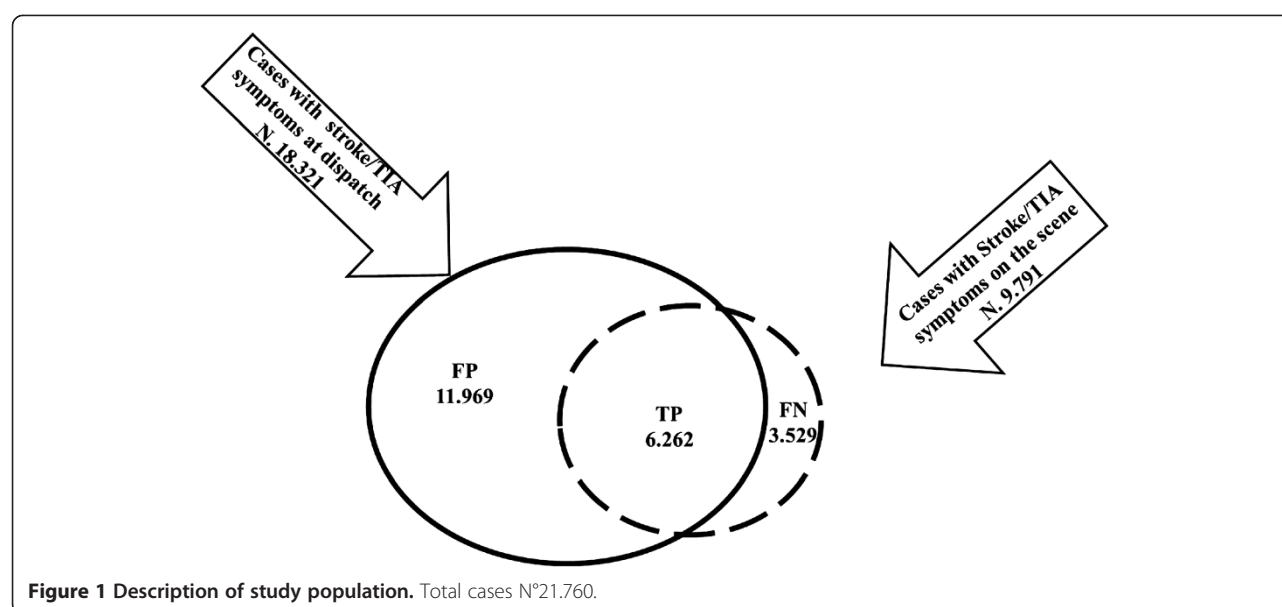 Cases with stroke/TIA
symptoms at dispatch
N. 18.321
Cases with Stroke/TIA
symptoms on the scene
N. 9.791
FP
11.969
TP
6.262
FN
3.529
Figure 1 Description of study population. Total cases N°21.760.